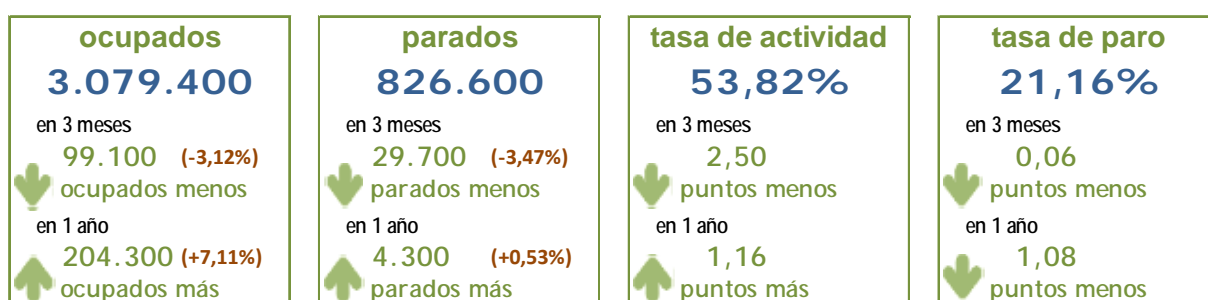 ocupados
3.079.400
en 3 meses
99.100 (-3,12%)
ocupados menos
en 1 año
204.300 (+7,11%)
ocupados más
parados
826.600
en 3 meses
29.700 (-3,47%)
parados menos
en 1 año
4.300 (+0,53%)
parados más
tasa de actividad
53,82%
en 3 meses
2,50
puntos menos
en 1 año
1,16
puntos más
tasa de paro
21,16%
en 3 meses
0,06
puntos menos
en 1 año
1,08
puntos menos